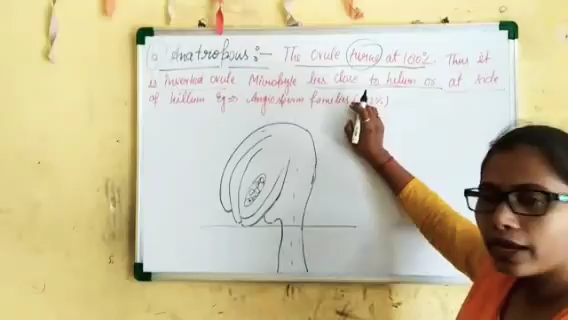 Anatropous :- The ovule turns at 180°. Thus it
is inverted ovule Micropyle lies close to hilum or at side
of hillum Eg ⇒ Angiosperm families